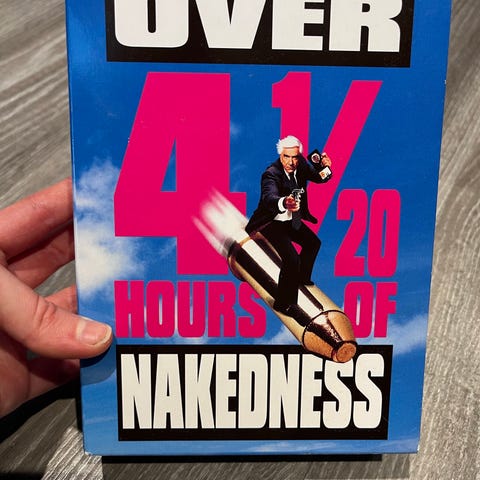 OVER
4 1/20
HOURS OF
NAKEDNESS